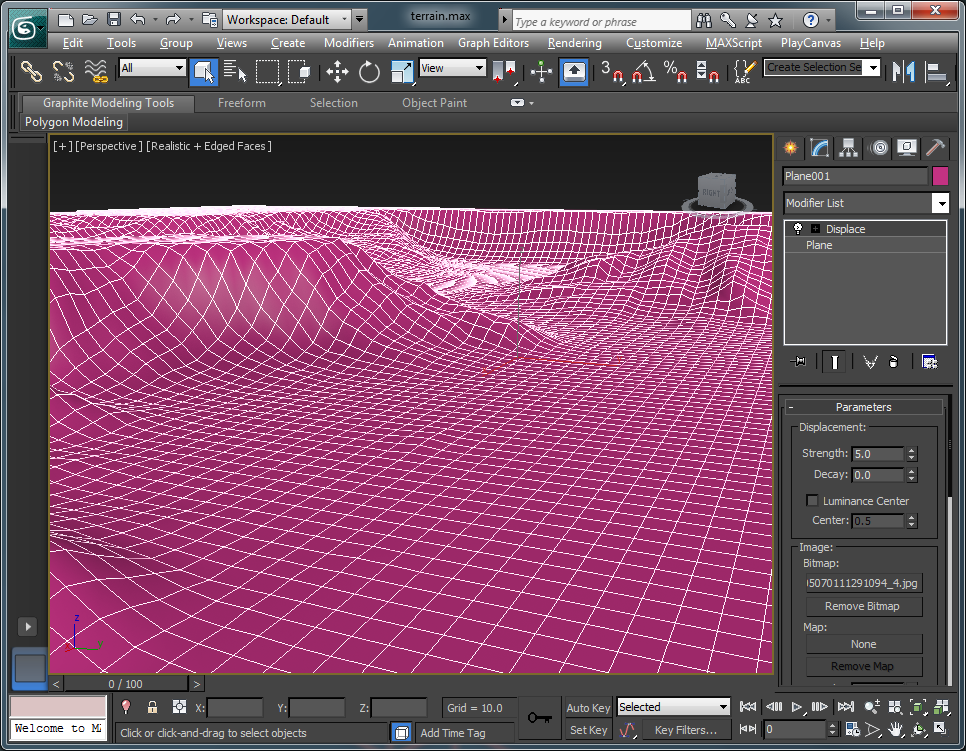 Workspace: Default
terrain.max
Type a keyword or phrase
Edit Tools Group Views Create Modifiers Animation Graph Editors Rendering Customize MAXScript PlayCanvas Help
All
View
3
%
ABC
Create Selection Se
Graphite Modeling Tools Freeform Selection Object Paint
Polygon Modeling
[+] [Perspective] [Realistic + Edged Faces]
RIGHT
Plane001
Modifier List
Displace
Plane
Parameters
Displacement:
Strength: 5.0
Decay: 0.0
Luminance Center
Center: 0.5
Image:
Bitmap:
05070111291094_4.jpg
Remove Bitmap
Map:
None
Remove Map
z
0 / 100
X: Y: Z: Grid = 10.0
Auto Key Selected
Welcome to M
Click or click-and-drag to select objects
Add Time Tag
Set Key Key Filters...
0